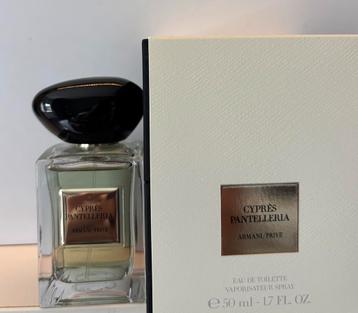 CYPRÈS
PANTELLERIA
ARMANI/PRIVÉ
CYPRÈS
PANTELLERIA
ARMANI/PRIVÉ
EAU DE TOILETTE
VAPORISATEUR SPRAY
℮ 50 ml - 1.7 FL. OZ.